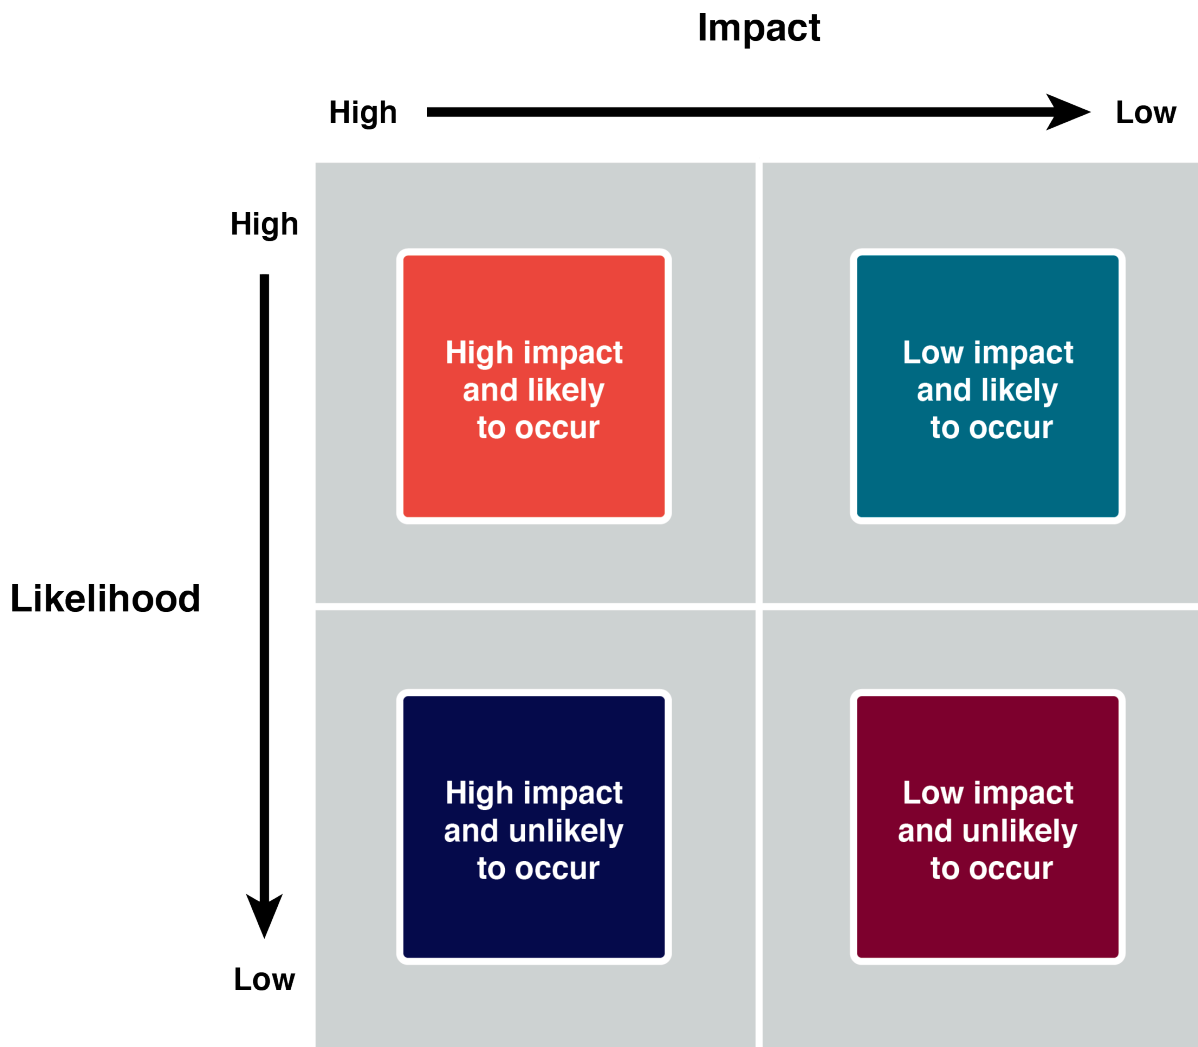 Impact
High
Low
High
High impact
and likely
to occur
Low impact
and likely
to occur
Likelihood
High impact
and unlikely
to occur
Low impact
and unlikely
to occur
Low